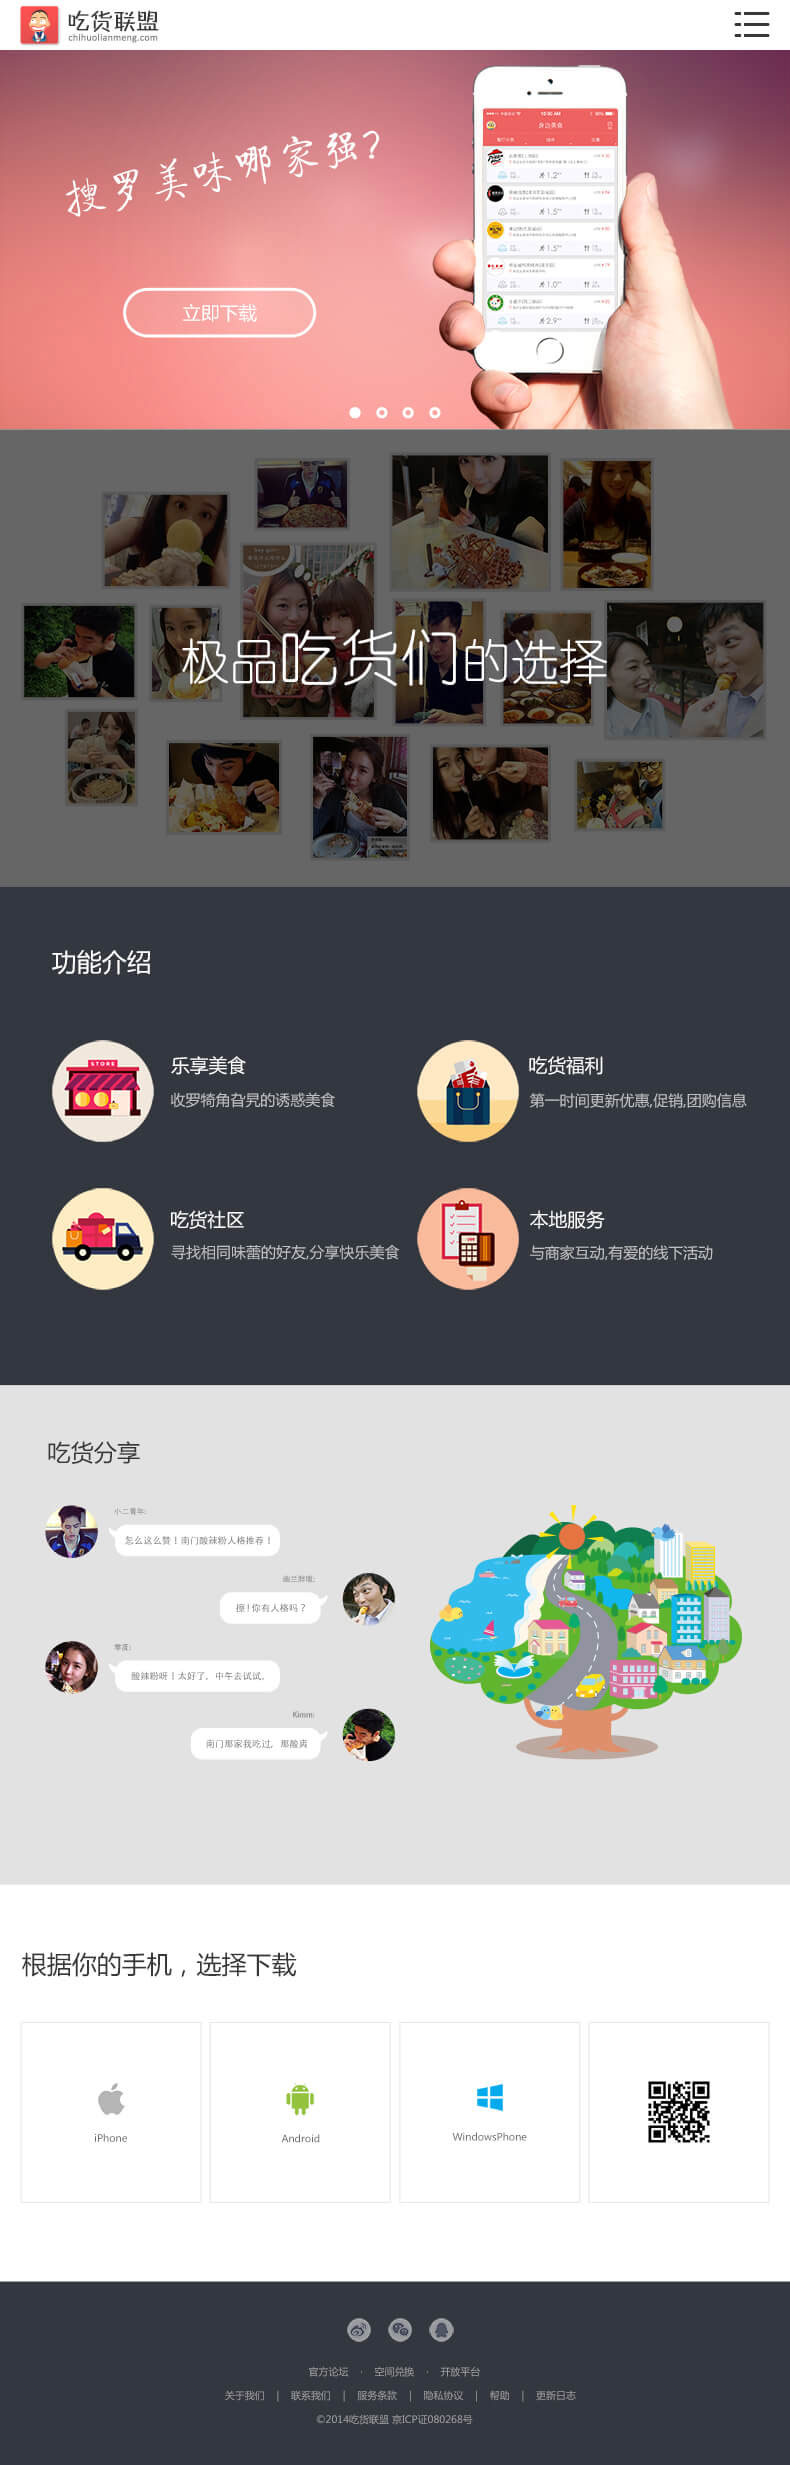 吃货联盟
chihuolianmeng.com
搜罗美味哪家强?
立即下载
身边美食
极品吃货们的选择
功能介绍
STORE
乐享美食
收罗犄角旮旯的诱惑美食
吃货福利
第一时间更新优惠,促销,团购信息
吃货社区
寻找相同味蕾的好友,分享快乐美食
本地服务
与商家互动,有爱的线下活动
吃货分享
小二青年:
怎么这么赞！南门酸辣粉人格推荐！
擦!你有人格吗？
酸辣粉呀！太好了，中午去试试。
Kimm:
南门那家我吃过，那酸爽
根据你的手机，选择下载
iPhone
Android
WindowsPhone
官方论坛 · 空间兑换 · 开放平台
关于我们 | 联系我们 | 服务条款 | 隐私协议 | 帮助 | 更新日志
©2014吃货联盟 京ICP证080268号